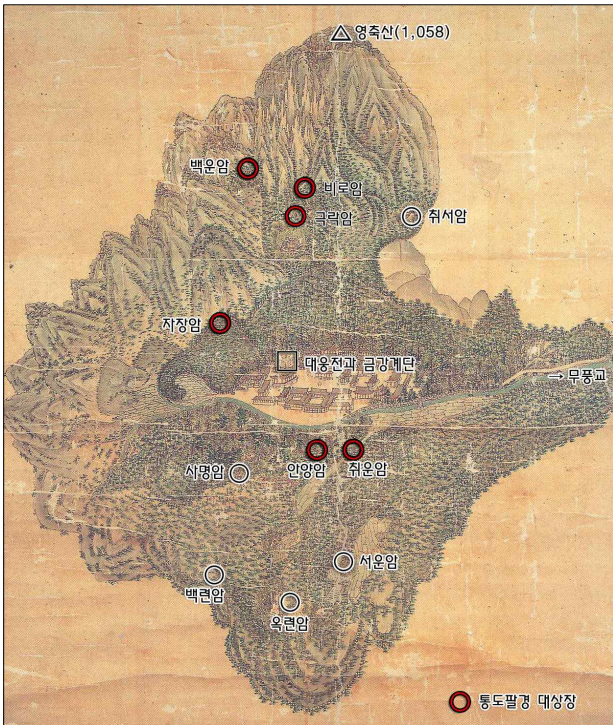 영축산(1,058)
백운암
비로암
극락암
취서암
자장암
대웅전과 금강계단
→ 무풍교
사명암
안양암
취운암
서운암
백련암
옥련암
통도팔경 대상장